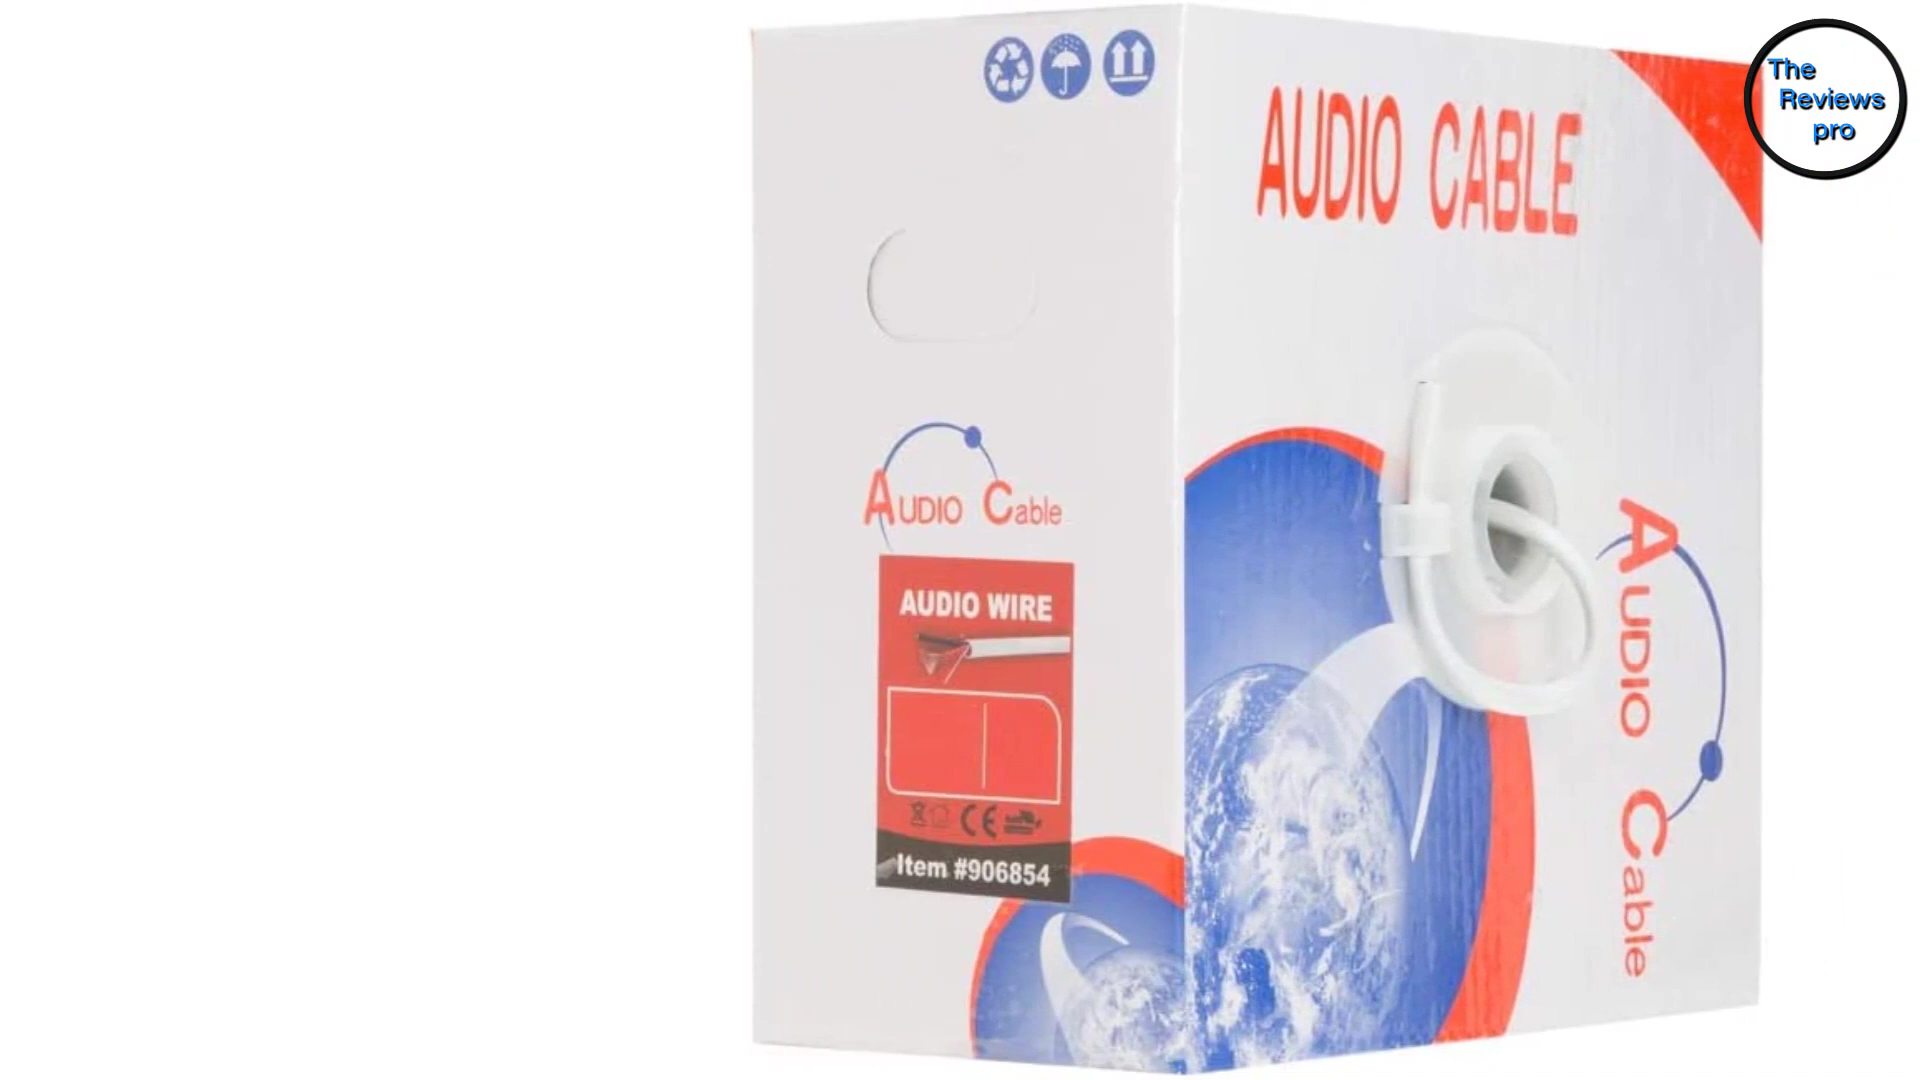 The
Reviews
pro
AUDIO CABLE
AUDIO Cable
AUDIO WIRE
CE
Item #906854
AUDIO Cable